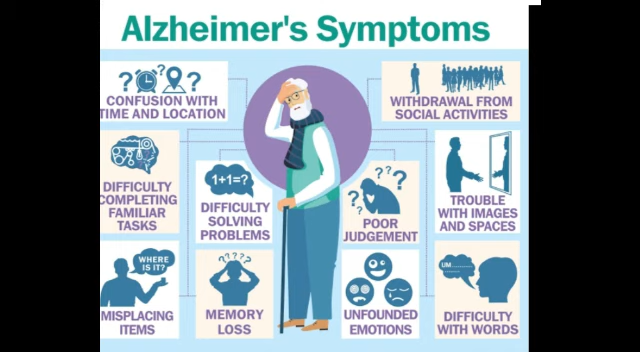 Alzheimer's Symptoms
? ? ? ?
CONFUSION WITH
TIME AND LOCATION
WITHDRAWAL FROM
SOCIAL ACTIVITIES
DIFFICULTY
COMPLETING
FAMILIAR
TASKS
1+1=?
DIFFICULTY
SOLVING
PROBLEMS
? ? ?
POOR
JUDGEMENT
TROUBLE
WITH IMAGES
AND SPACES
WHERE
IS IT?
MISPLACING
ITEMS
? ? ? ?
MEMORY
LOSS
UNFOUNDED
EMOTIONS
UM.......
DIFFICULTY
WITH WORDS